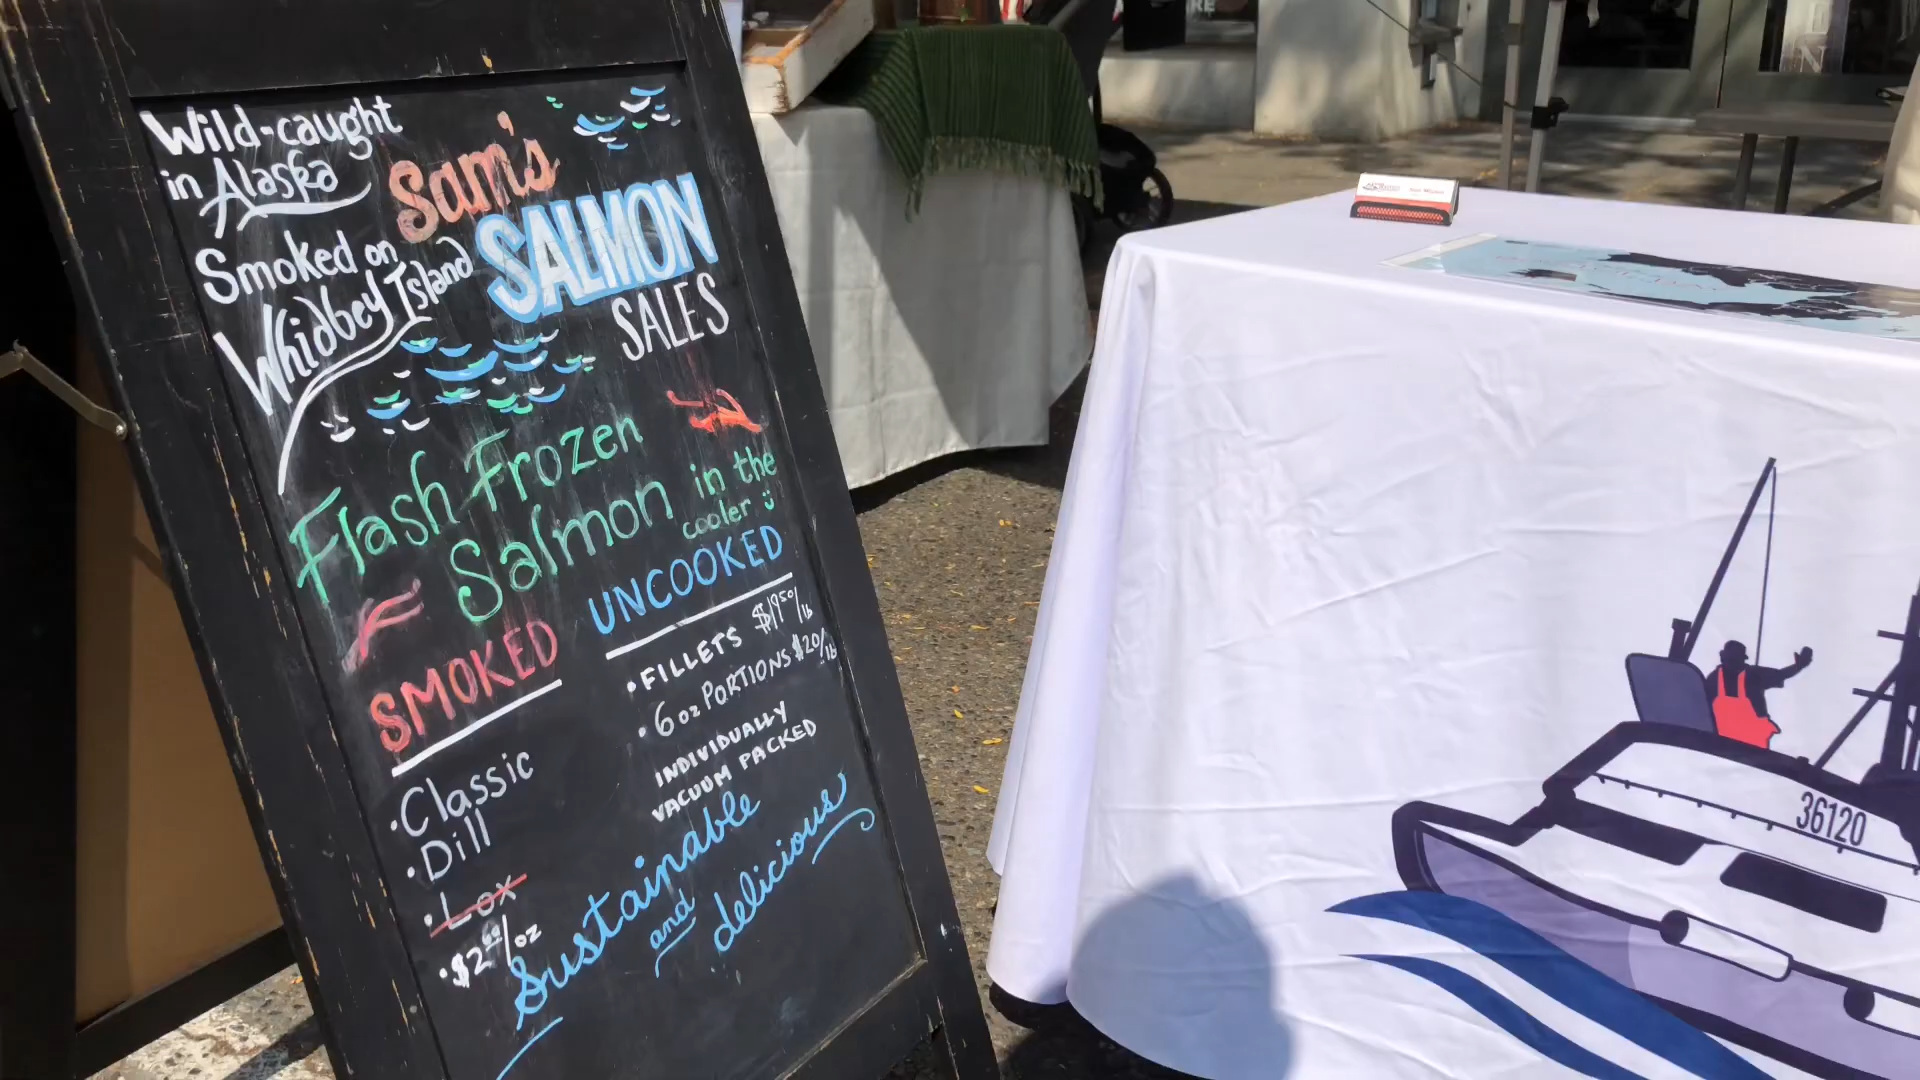 Wild-caught
in Alaska
Sam's
SALMON
SALES
Smoked on
Whidbey Island
Flash Frozen
Salmon in the
cooler
SMOKED
• Classic
• Dill
• Lox
• $2.00/oz
UNCOOKED
• FILLETS $19.50/lb
• 6 oz PORTIONS $20/lb
INDIVIDUALLY
VACUUM PACKED
Sustainable
and
delicious
36120